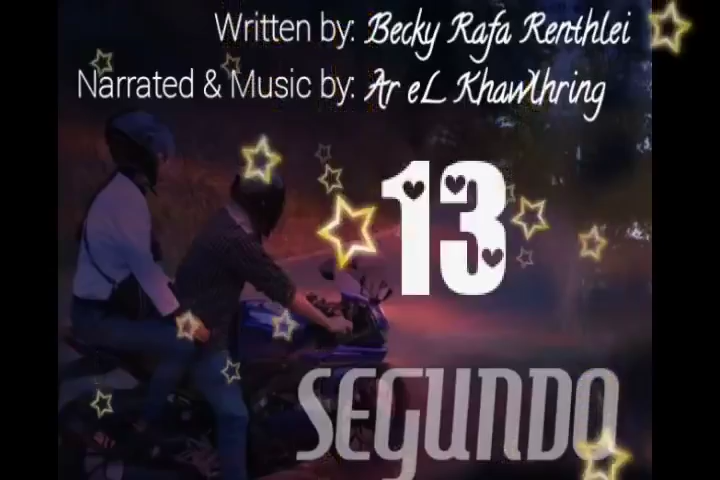 Written by: Becky Rafa Renthlei
Narrated & Music by: Ar eL Khawlhring
13
SEGUNDO